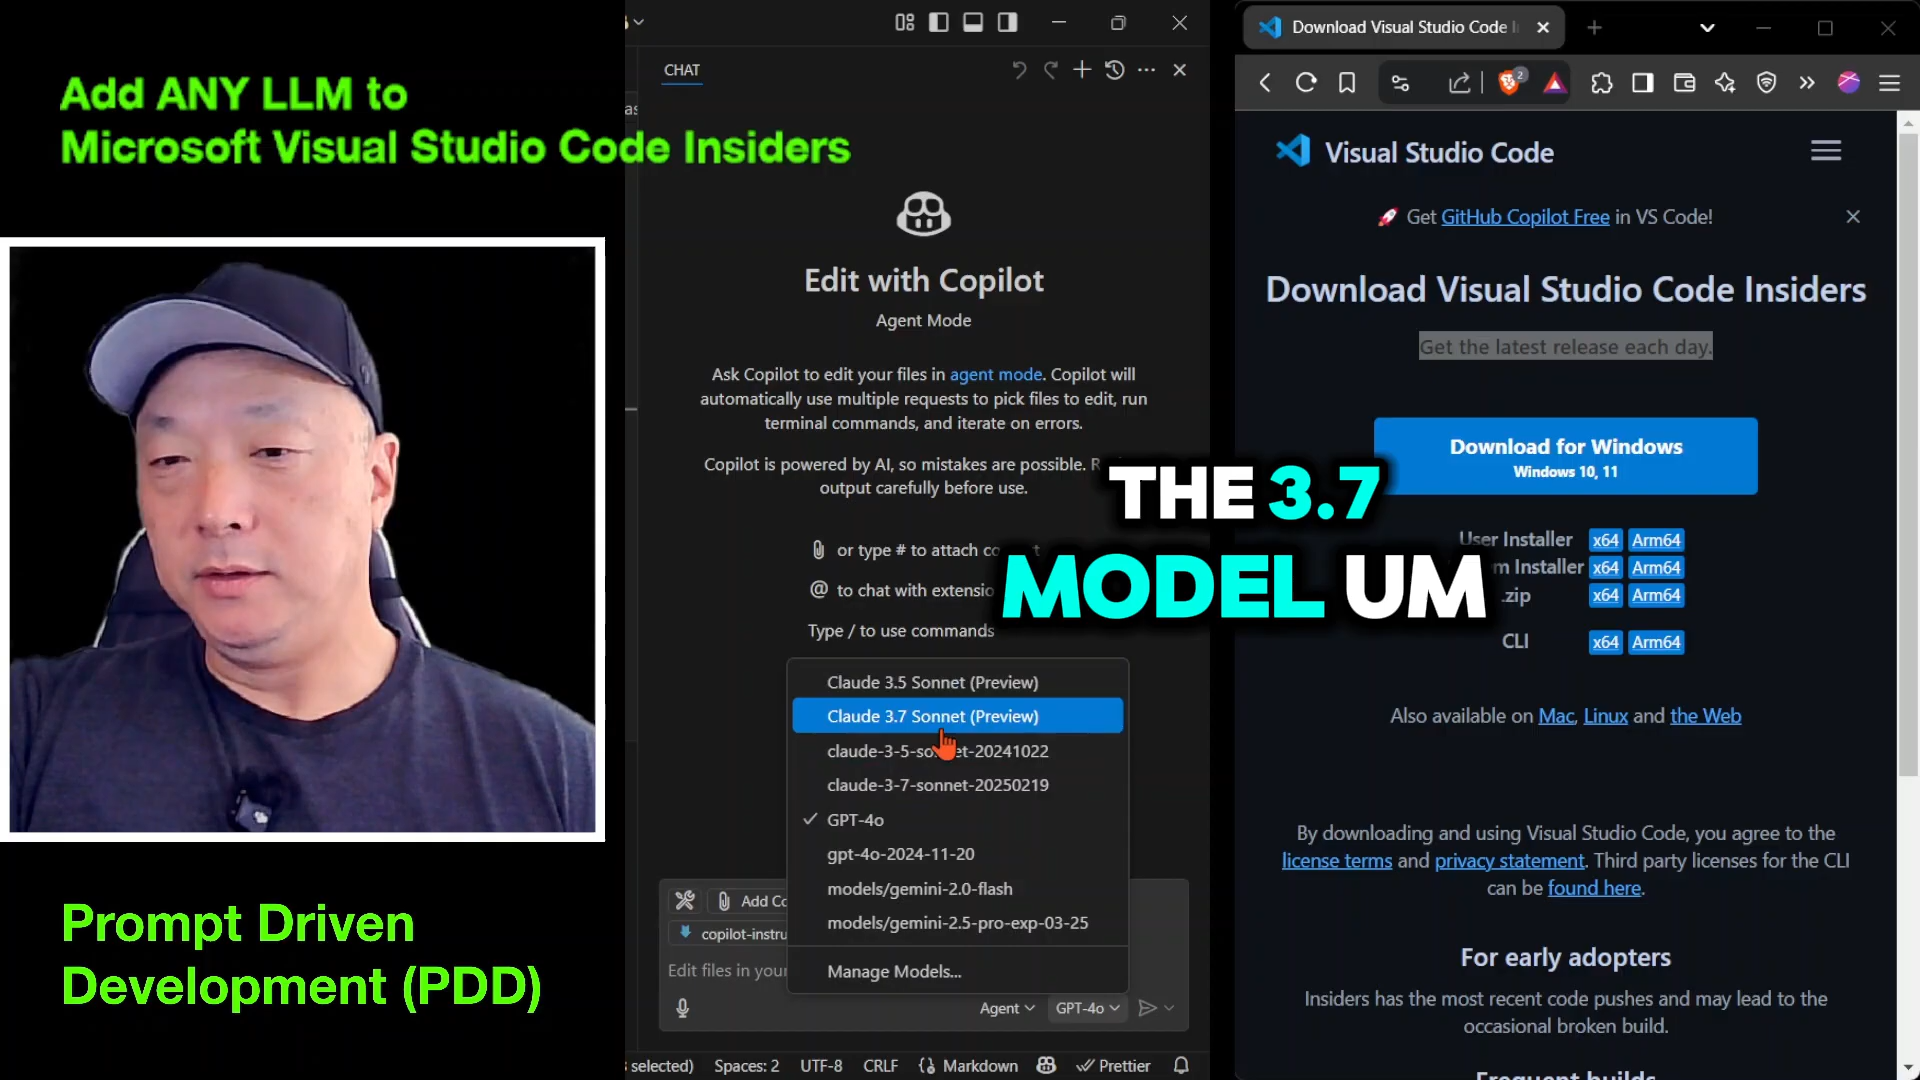 Add ANY LLM to
Microsoft Visual Studio Code Insiders
Prompt Driven
Development (PDD)
CHAT
Edit with Copilot
Agent Mode
Ask Copilot to edit your files in agent mode. Copilot will
automatically use multiple requests to pick files to edit, run
terminal commands, and iterate on errors.
Copilot is powered by AI, so mistakes are possible.
output carefully before use.
or type # to attach
@ to chat with extensio
Type / to use commands
Claude 3.5 Sonnet (Preview)
Claude 3.7 Sonnet (Preview)
claude-3-5-so et-20241022
claude-3-7-sonnet-20250219
GPT-4o
gpt-4o-2024-11-20
models/gemini-2.0-flash
models/gemini-2.5-pro-exp-03-25
Manage Models...
Add Co
copilot-instru
Edit files in your
Agent
GPT-4o
selected)
Spaces: 2
UTF-8
CRLF
Markdown
Prettier
THE 3.7
MODEL UM
Download Visual Studio Code
2
Visual Studio Code
Get GitHub Copilot Free in VS Code!
Download Visual Studio Code Insiders
Get the latest release each day.
Download for Windows
Windows 10, 11
User Installer x64 Arm64
m Installer x64 Arm64
.zip x64 Arm64
CLI x64 Arm64
Also available on Mac, Linux and the Web
By downloading and using Visual Studio Code, you agree to the
license terms and privacy statement. Third party licenses for the CLI
can be found here.
For early adopters
Insiders has the most recent code pushes and may lead to the
occasional broken build.
Frequent builds